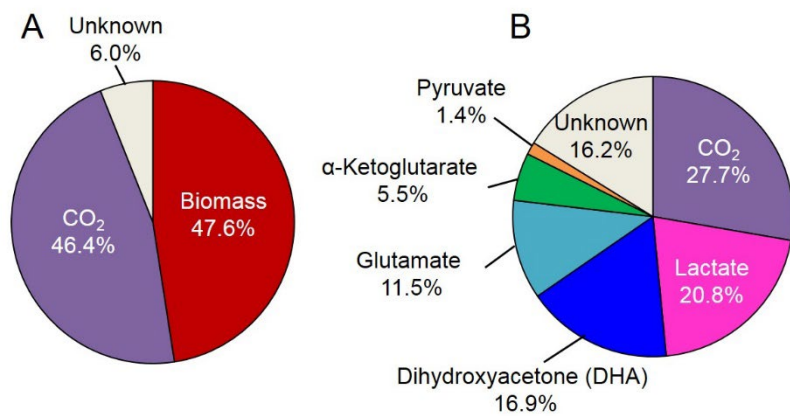 A
Unknown
6.0%
Biomass
47.6%
CO₂
46.4%
B
Pyruvate
1.4%
Unknown
16.2%
CO₂
27.7%
α-Ketoglutarate
5.5%
Glutamate
11.5%
Lactate
20.8%
Dihydroxyacetone (DHA)
16.9%